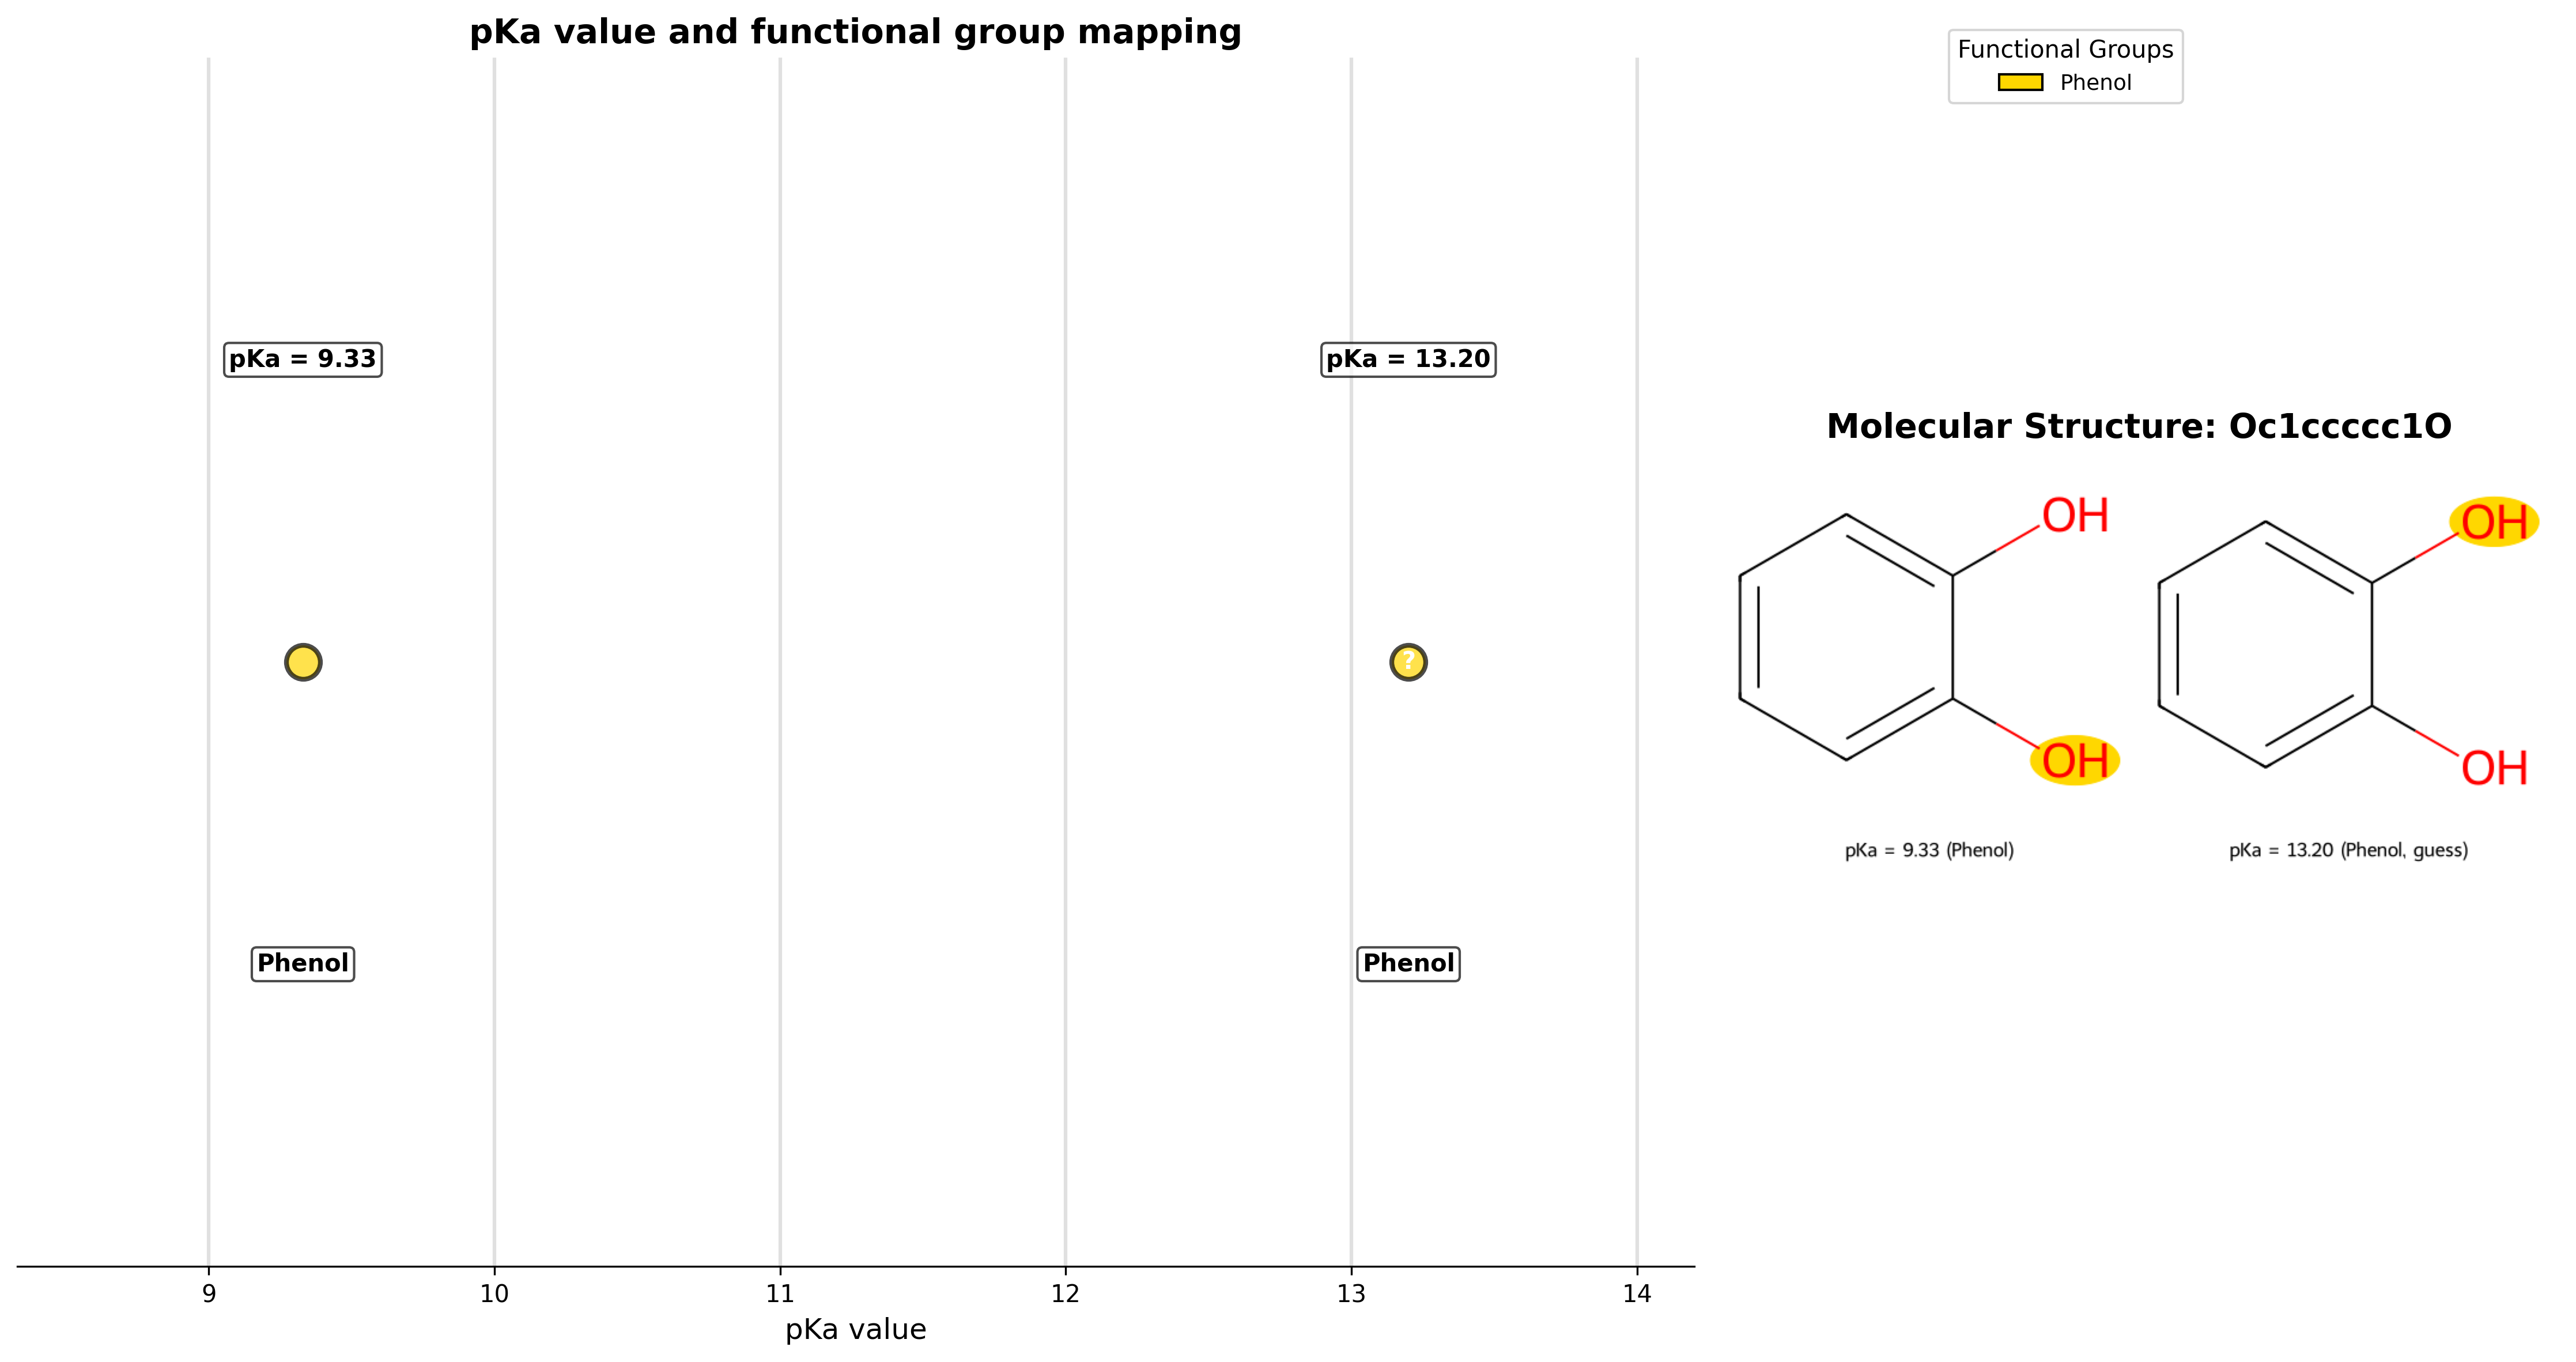 pKa value and functional group mapping
Functional Groups
Phenol
pKa = 9.33
pKa = 13.20
?
Phenol
Phenol
9
10
11
12
13
14
pKa value
Molecular Structure: Oc1ccccc1O
OH
OH
pKa = 9.33 (Phenol)
OH
OH
pKa = 13.20 (Phenol, guess)